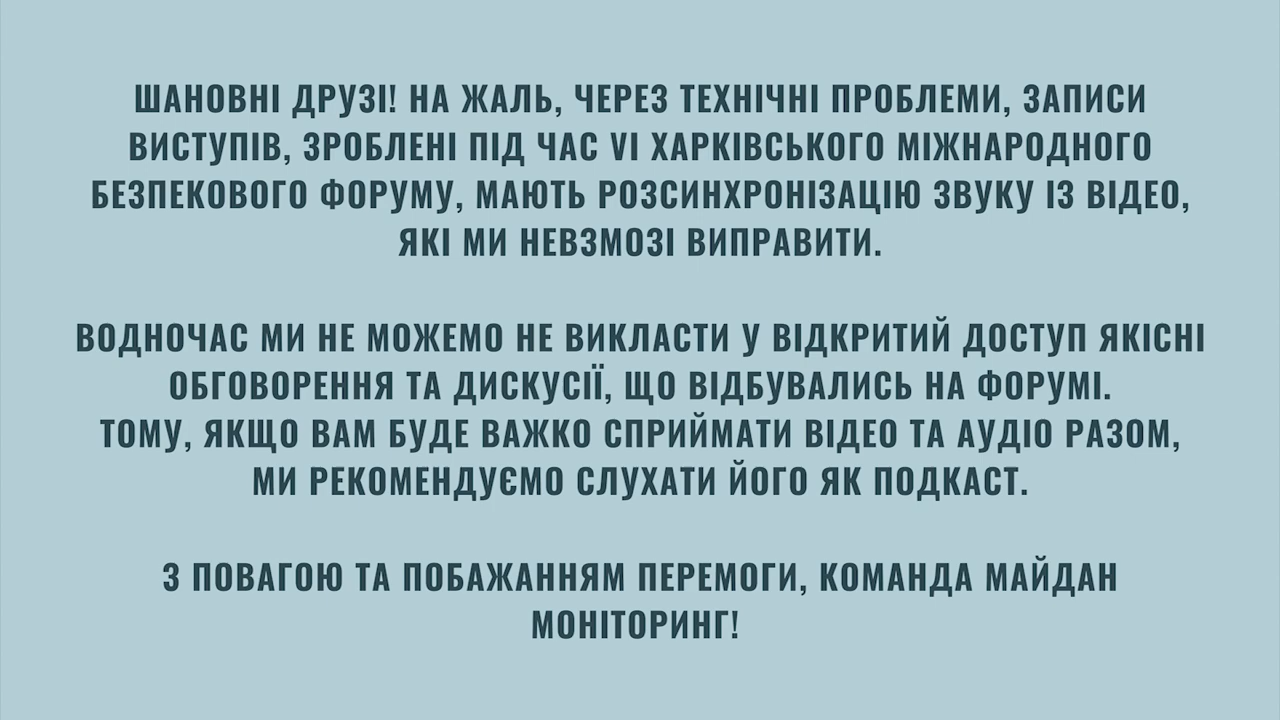 ШАНОВНІ ДРУЗІ! НА ЖАЛЬ, ЧЕРЕЗ ТЕХНІЧНІ ПРОБЛЕМИ, ЗАПИСИ
ВИСТУПІВ, ЗРОБЛЕНІ ПІД ЧАС VI ХАРКІВСЬКОГО МІЖНАРОДНОГО
БЕЗПЕКОВОГО ФОРУМУ, МАЮТЬ РОЗСИНХРОНІЗАЦІЮ ЗВУКУ ІЗ ВІДЕО,
ЯКІ МИ НЕВЗМОЗІ ВИПРАВИТИ.
ВОДНОЧАС МИ НЕ МОЖЕМО НЕ ВИКЛАСТИ У ВІДКРИТИЙ ДОСТУП ЯКІСНІ
ОБГОВОРЕННЯ ТА ДИСКУСІЇ, ЩО ВІДБУВАЛИСЬ НА ФОРУМІ.
ТОМУ, ЯКЩО ВАМ БУДЕ ВАЖКО СПРИЙМАТИ ВІДЕО ТА АУДІО РАЗОМ,
МИ РЕКОМЕНДУЄМО СЛУХАТИ ЙОГО ЯК ПОДКАСТ.
З ПОВАГОЮ ТА ПОБАЖАННЯМ ПЕРЕМОГИ, КОМАНДА МАЙДАН
МОНІТОРИНГ!